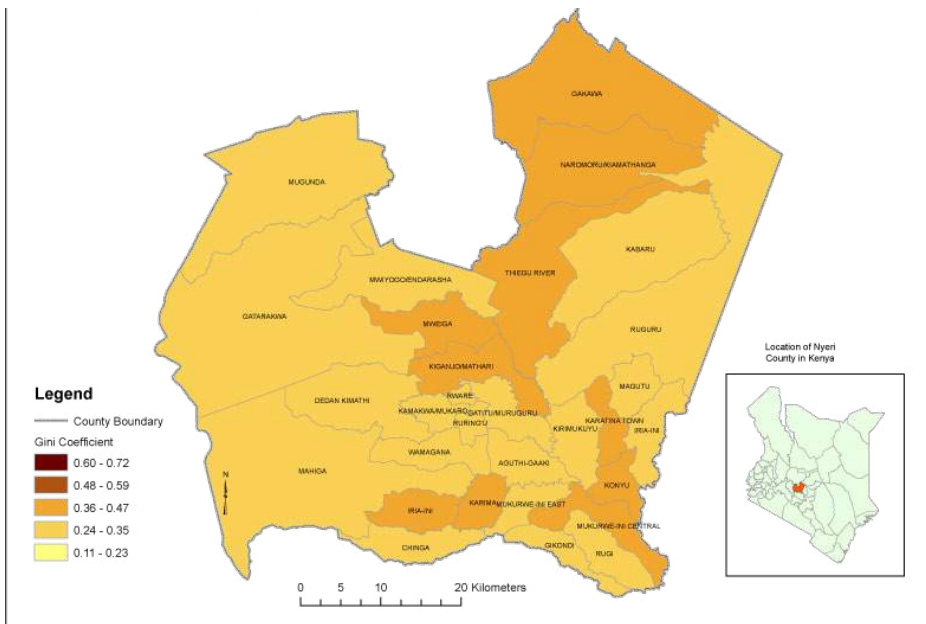 GAKAWA
NAROMORU/KIAMATHANGA
MUGUNDA
KABARU
THIEGU RIVER
MWIYOGO/ENDARASHA
GATARAKWA
MWEIGA
RUGURU
KIGANJO/MATHARI
MAGUTU
RWARE
DEDAN KIMATHI
KAMAKWA/MUKARO
GATITU/MURUGURU
RURING'U
KARATINA TOWN
KIRIMUKUYU
IRIA-INI
WAMAGANA
AGUTHI-GAAKI
MAHIGA
KONYU
KARIMA
MUKURWE-INI EAST
IRIA-INI
MUKURWE-INI CENTRAL
CHINGA
GIKONDI
RUGI
N
Legend
County Boundary
Gini Coefficient
0.60 - 0.72
0.48 - 0.59
0.36 - 0.47
0.24 - 0.35
0.11 - 0.23
0 5 10 20 Kilometers
Location of Nyeri
County in Kenya